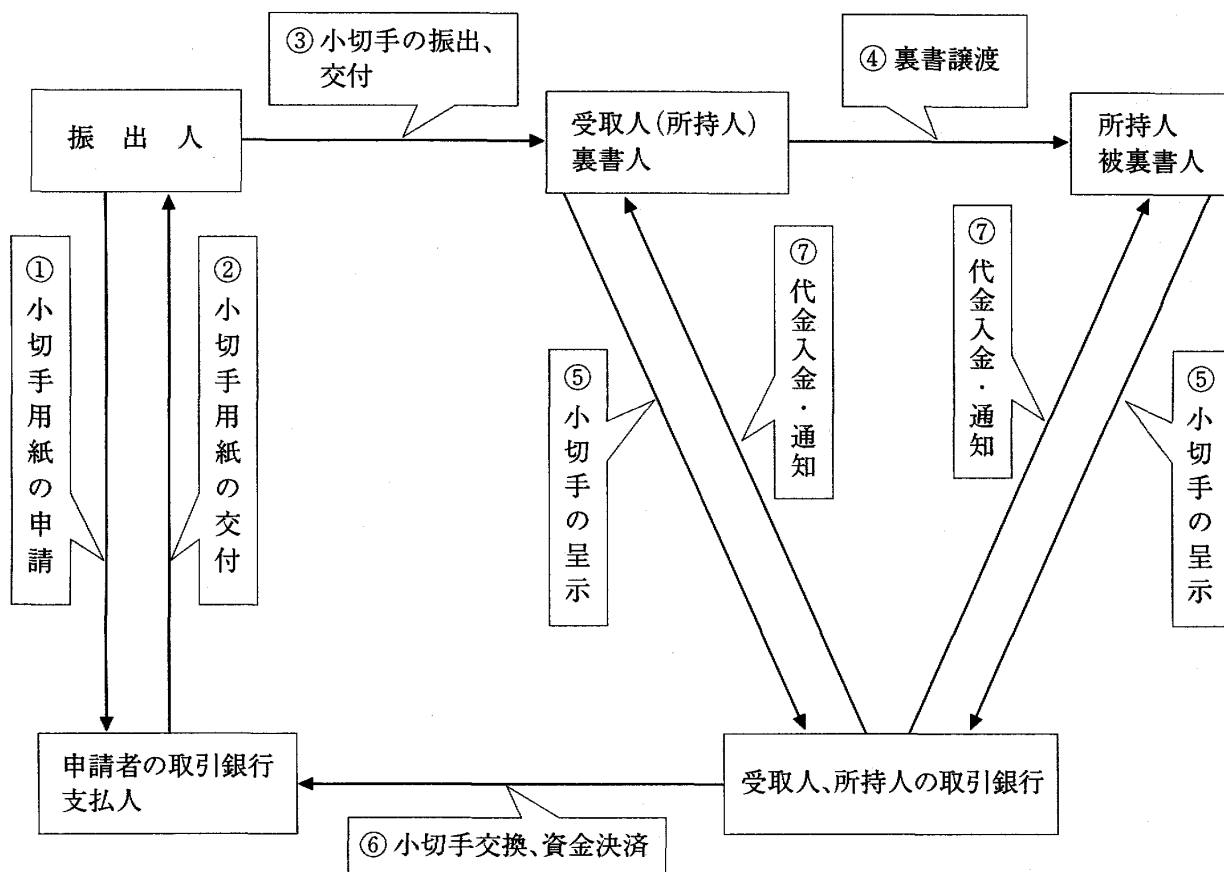 ③ 小切手の振出、
交付
④ 裏書譲渡
振 出 人
受取人(所持人)
裏書人
所持人
被裏書人
①小切手用紙の申請
②小切手用紙の交付
⑤小切手の呈示
⑦代金入金・通知
⑦代金入金・通知
⑤小切手の呈示
申請者の取引銀行
支払人
受取人、所持人の取引銀行
⑥ 小切手交換、資金決済